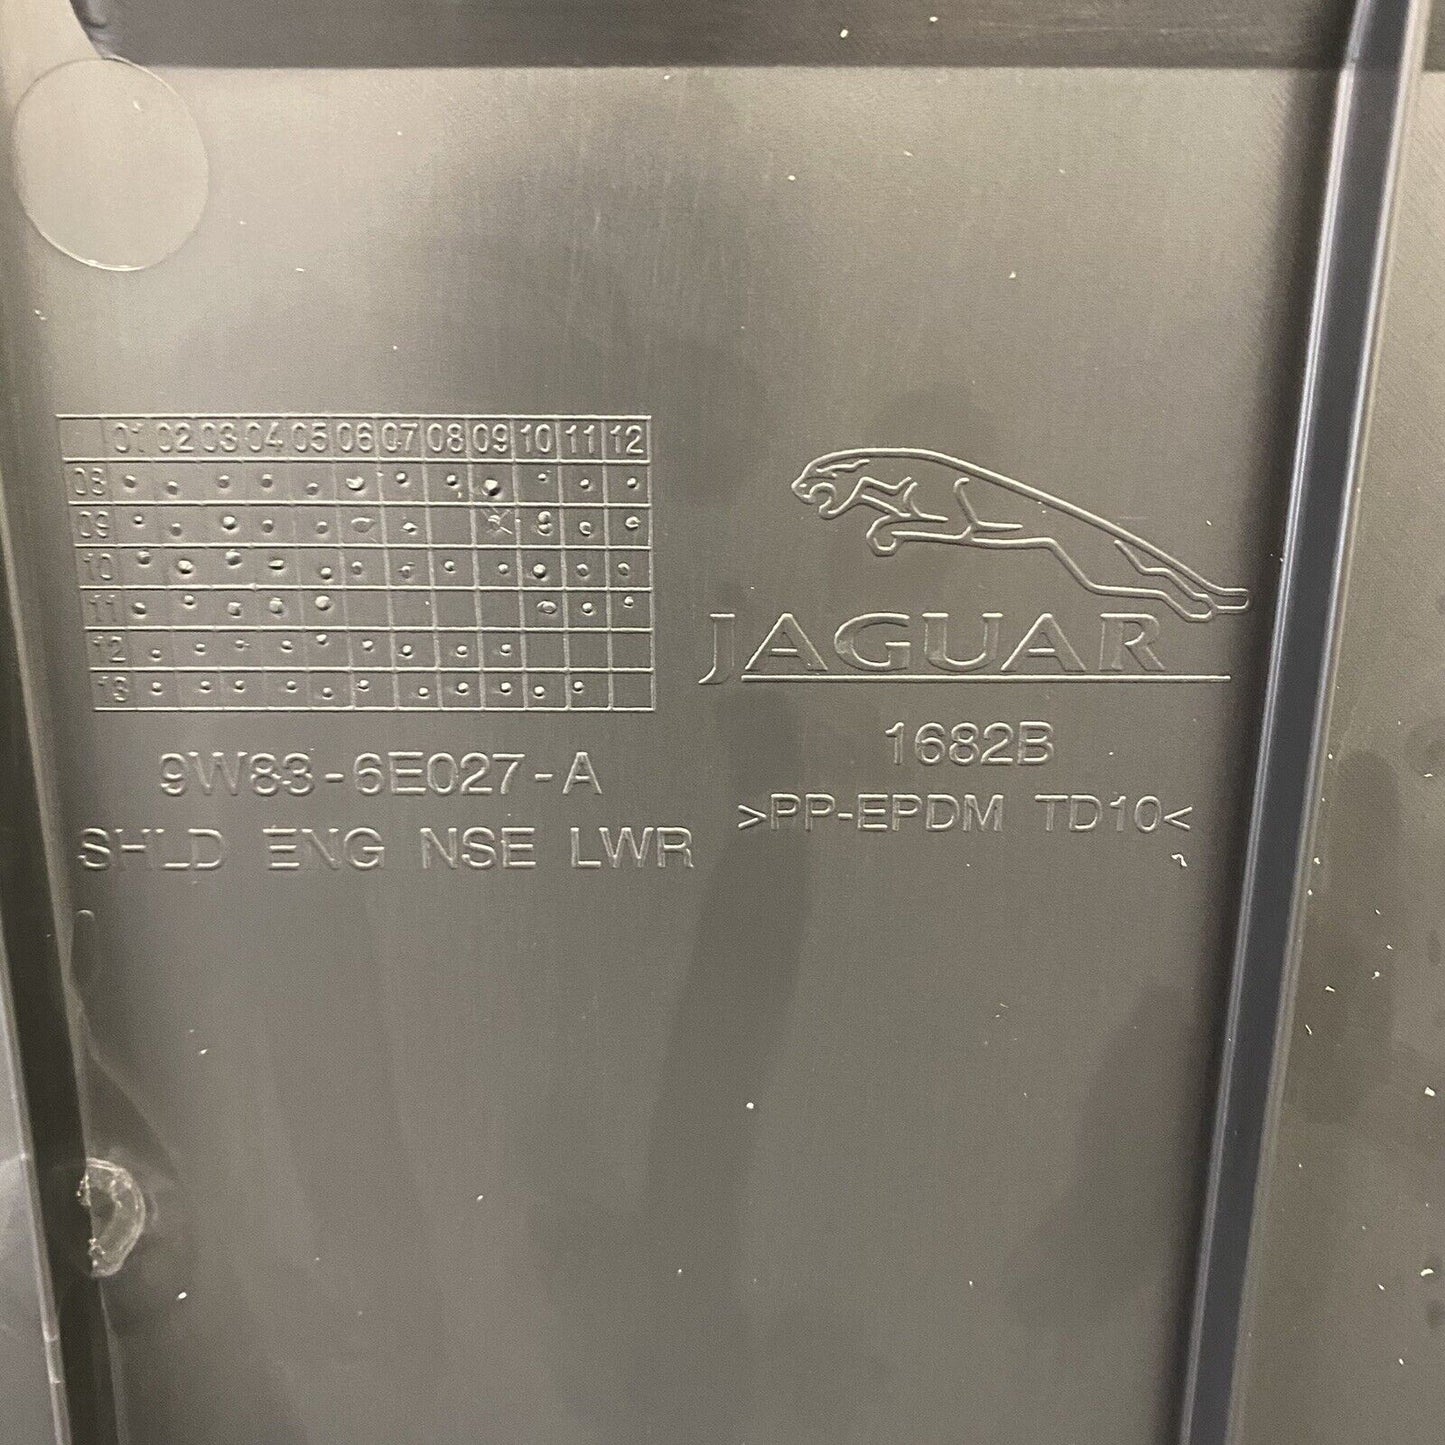 01 02 03 04 05 06 07 08 09 10 11 12
08
09
10
11
12
13
9W83-6E027-A
SHLD ENG NSE LWR
JAGUAR
1682B
>PP-EPDM TD10<